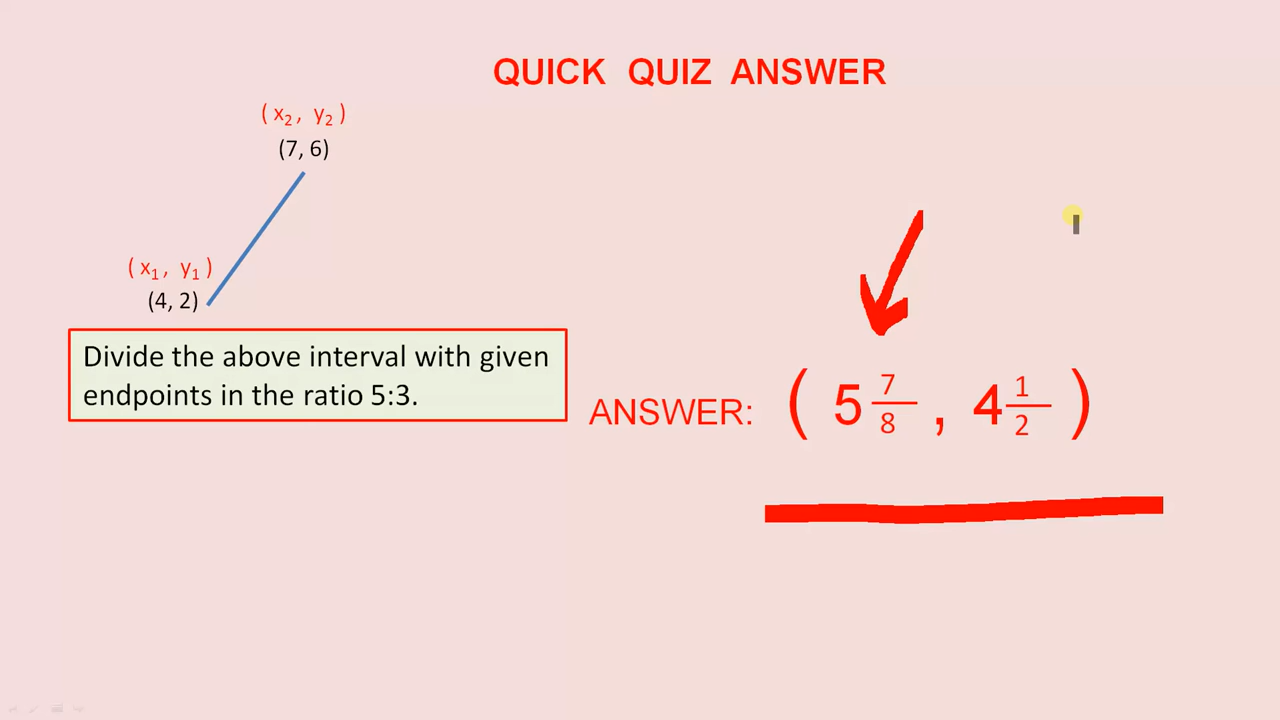 QUICK QUIZ ANSWER
( x₂, y₂ )
(7, 6)
( x₁, y₁ )
(4, 2)
Divide the above interval with given
endpoints in the ratio 5:3.
ANSWER: ( 5 7/8 , 4 1/2 )